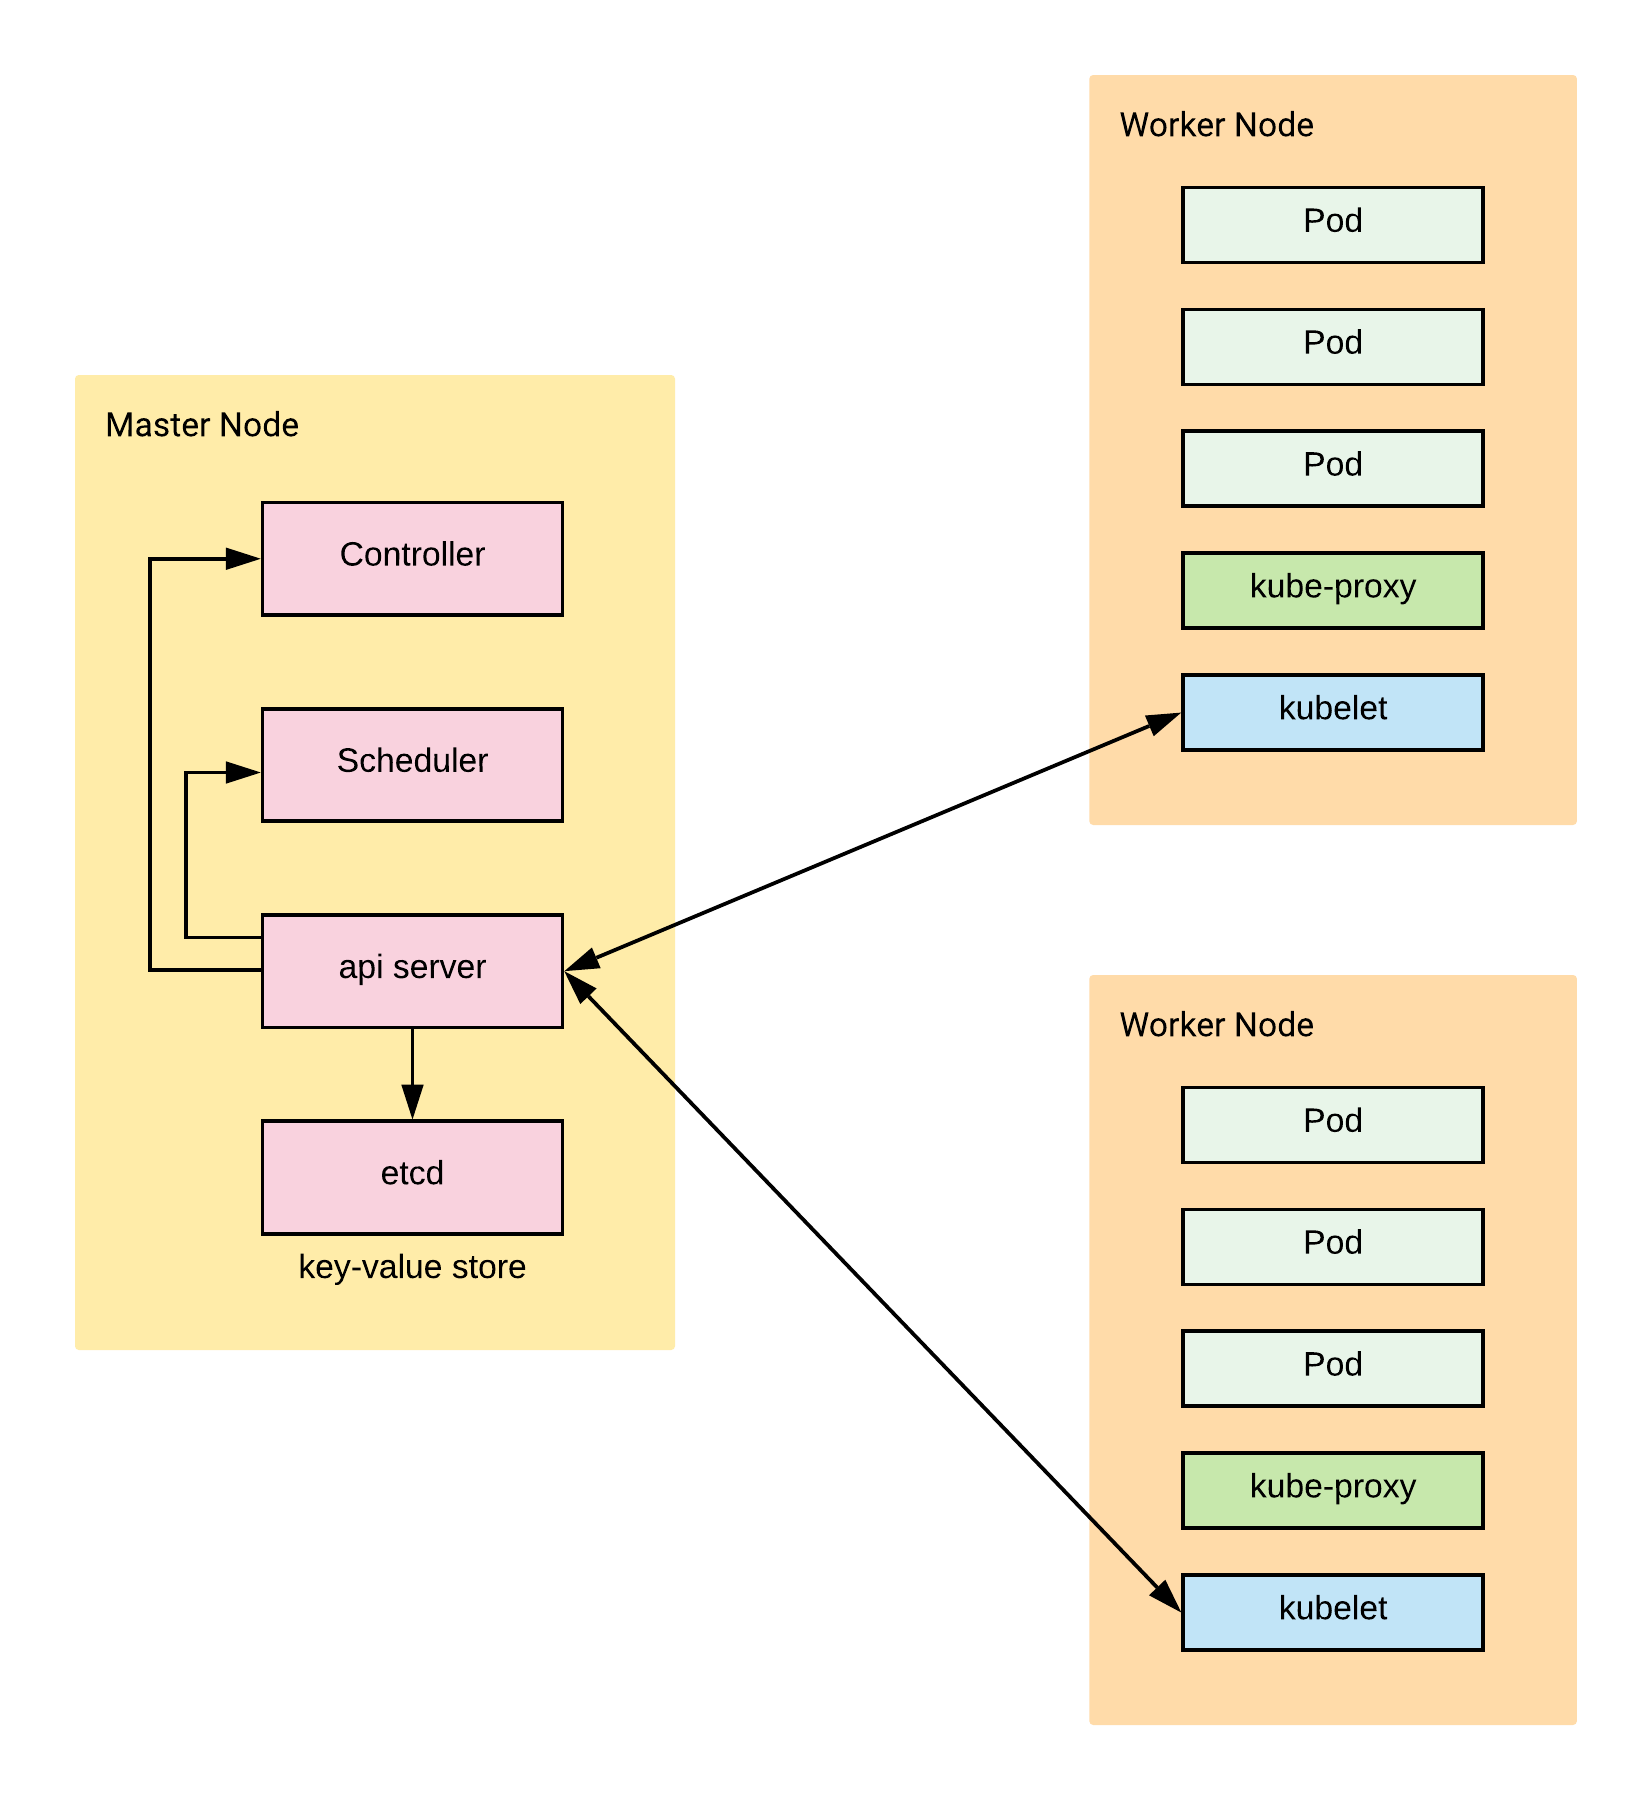 Master Node
Controller
Scheduler
api server
etcd
key-value store
Worker Node
Pod
Pod
Pod
kube-proxy
kubelet
Worker Node
Pod
Pod
Pod
kube-proxy
kubelet